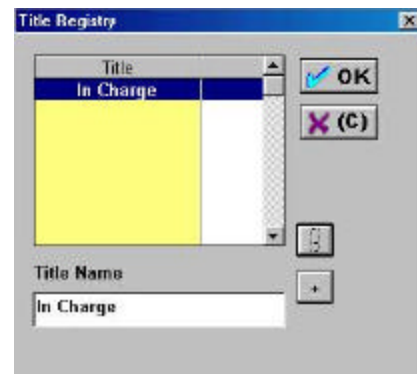 Title Registry
Title
In Charge
OK
(C)
Title Name
+
In Charge